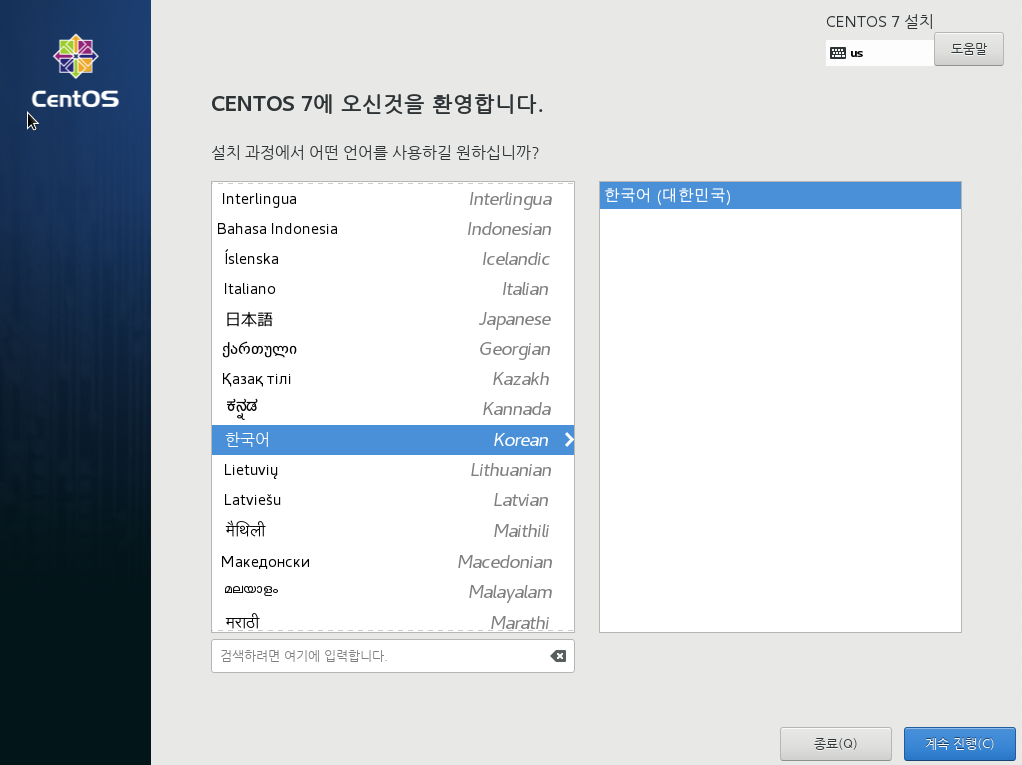 CentOS
CENTOS 7 설치
us
도움말
CENTOS 7에 오신것을 환영합니다.
설치 과정에서 어떤 언어를 사용하길 원하십니까?
Interlingua Interlingua
Bahasa Indonesia Indonesian
Íslenska Icelandic
Italiano Italian
日本語 Japanese
ქართული Georgian
Қазақ тілі Kazakh
ಕನ್ನಡ Kannada
한국어 Korean
Lietuvių Lithuanian
Latviešu Latvian
मैथिली Maithili
Македонски Macedonian
മലയാളം Malayalam
मराठी Marathi
한국어 (대한민국)
검색하려면 여기에 입력합니다.
종료(Q)
계속 진행(C)